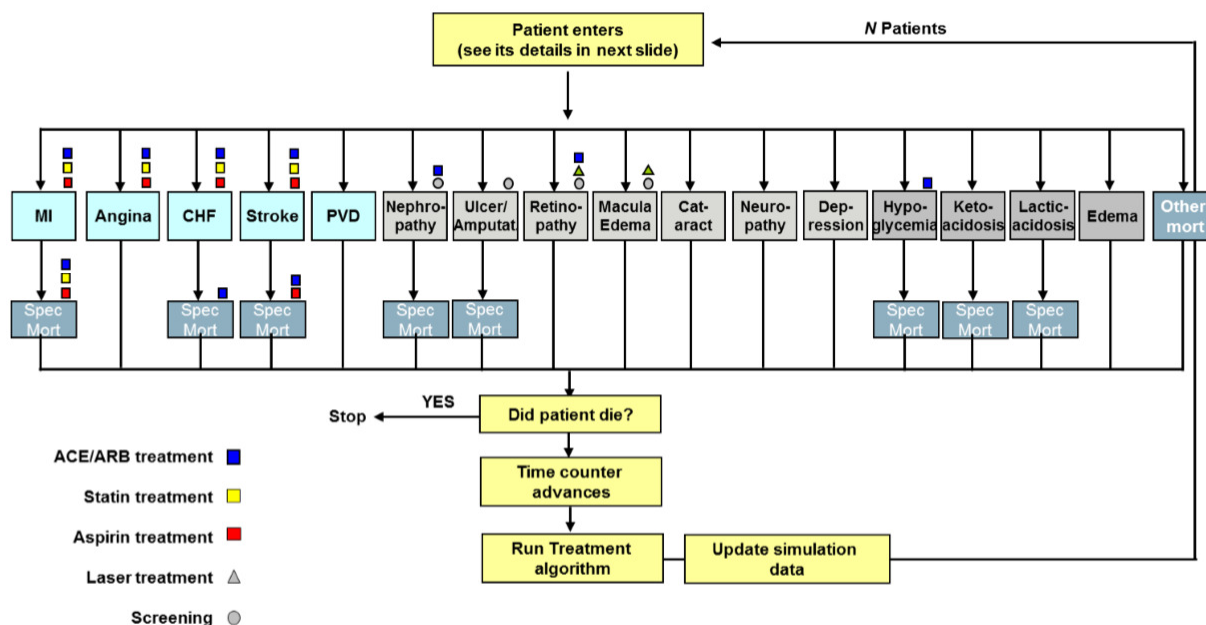 Patient enters
(see its details in next slide)
N Patients
MI
Angina
CHF
Stroke
PVD
Nephro-
pathy
Ulcer/
Amputat.
Retino-
pathy
Macula
Edema
Cat-
aract
Neuro-
pathy
Dep-
ression
Hypo-
glycemia
Keto-
acidosis
Lactic-
acidosis
Edema
Other
mort
Spec
Mort
Spec
Mort
Spec
Mort
Spec
Mort
Spec
Mort
Spec
Mort
Spec
Mort
Spec
Mort
YES
Stop
Did patient die?
Time counter
advances
Run Treatment
algorithm
Update simulation
data
ACE/ARB treatment
Statin treatment
Aspirin treatment
Laser treatment
Screening